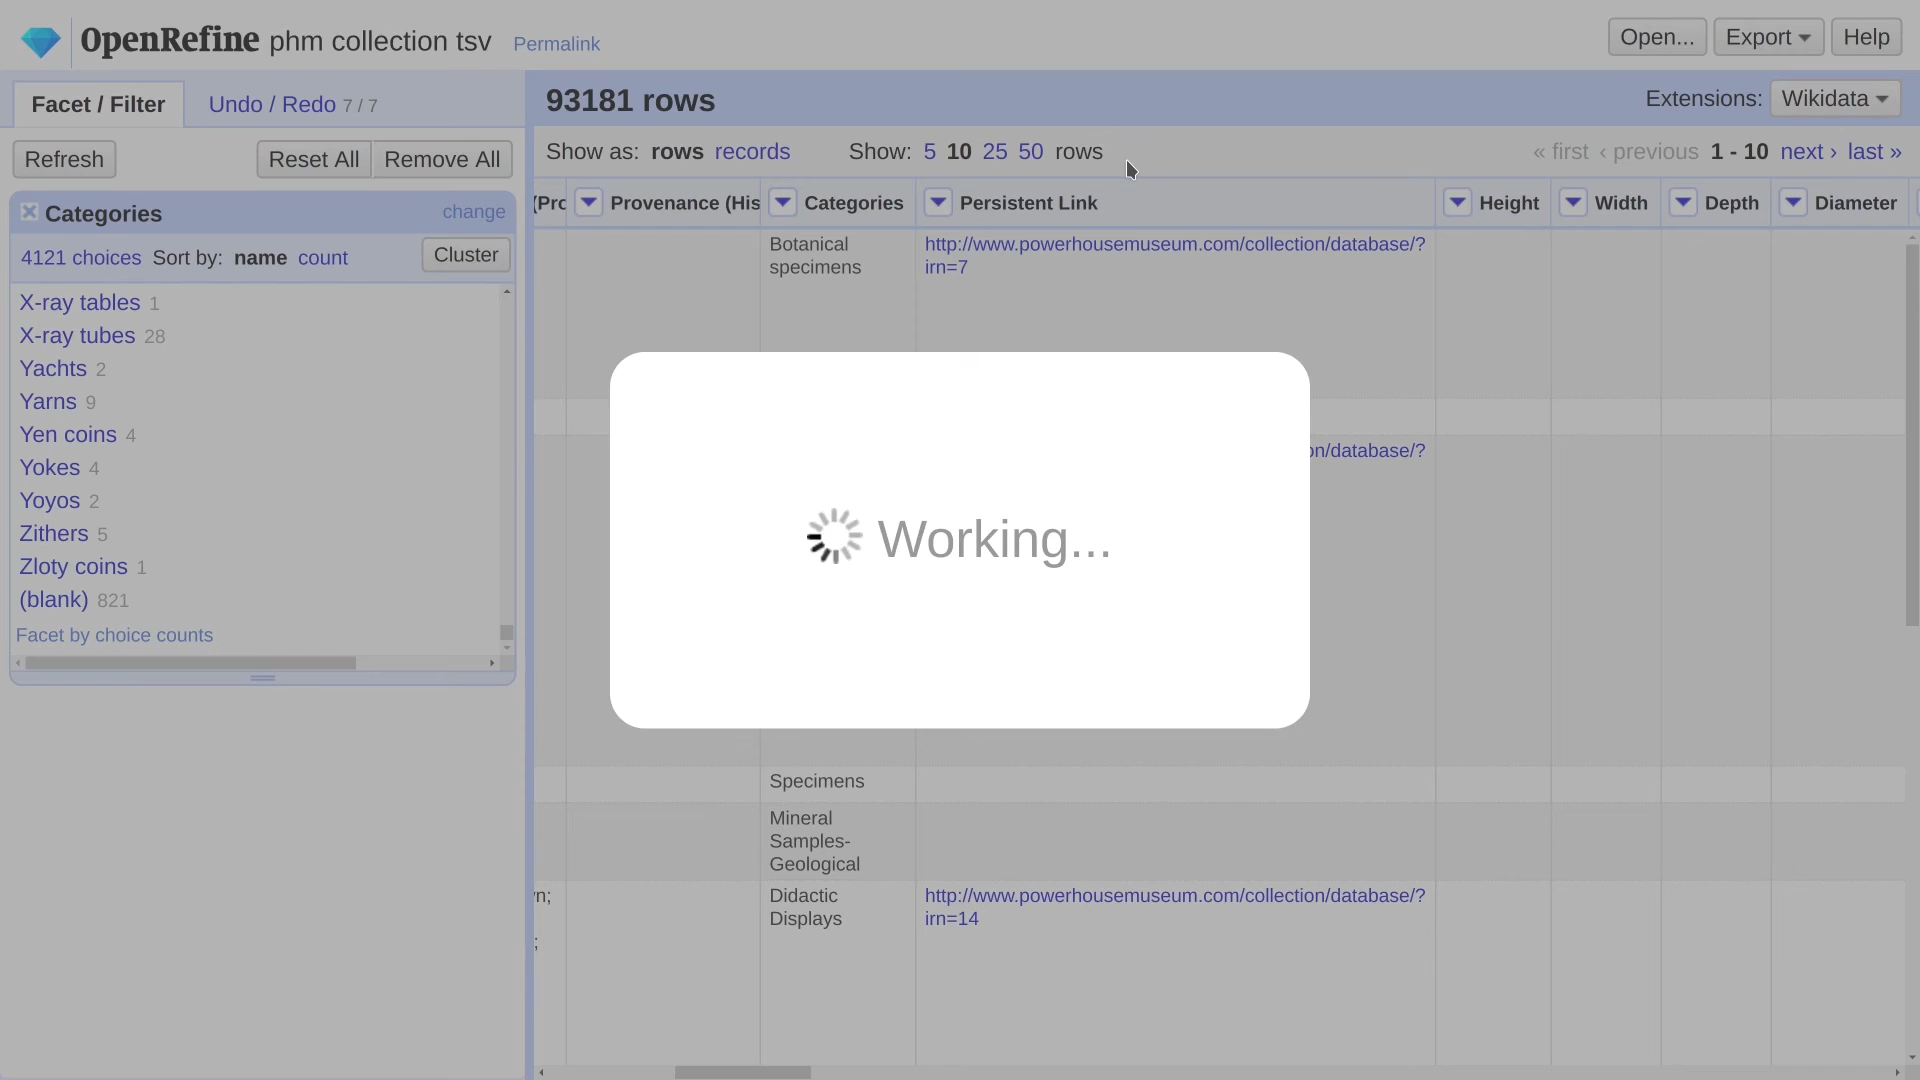 OpenRefine phm collection tsv Permalink
Open... Export Help
Facet / Filter Undo / Redo 7 / 7
93181 rows
Extensions: Wikidata
Refresh Reset All Remove All
Show as: rows records Show: 5 10 25 50 rows
« first ‹ previous 1 - 10 next › last »
Categories change
4121 choices Sort by: name count Cluster
X-ray tables 1
X-ray tubes 28
Yachts 2
Yarns 9
Yen coins 4
Yokes 4
Yoyos 2
Zithers 5
Zloty coins 1
(blank) 821
Facet by choice counts
(Pro Provenance (His Categories Persistent Link Height Width Depth Diameter
Botanical
specimens
http://www.powerhousemuseum.com/collection/database/?
irn=7
on/database/?
Working...
Specimens
Mineral
Samples-
Geological
vn;
;
Didactic
Displays
http://www.powerhousemuseum.com/collection/database/?
irn=14